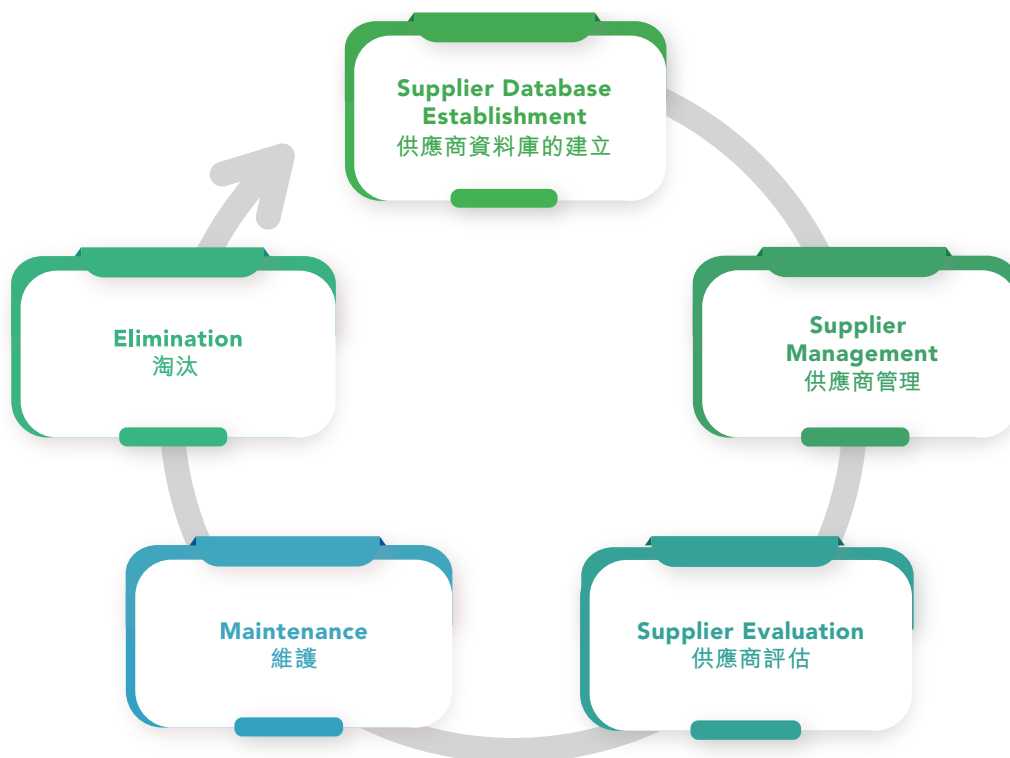 Supplier Database
Establishment
供應商資料庫的建立
Supplier
Management
供應商管理
Supplier Evaluation
供應商評估
Maintenance
維護
Elimination
淘汰